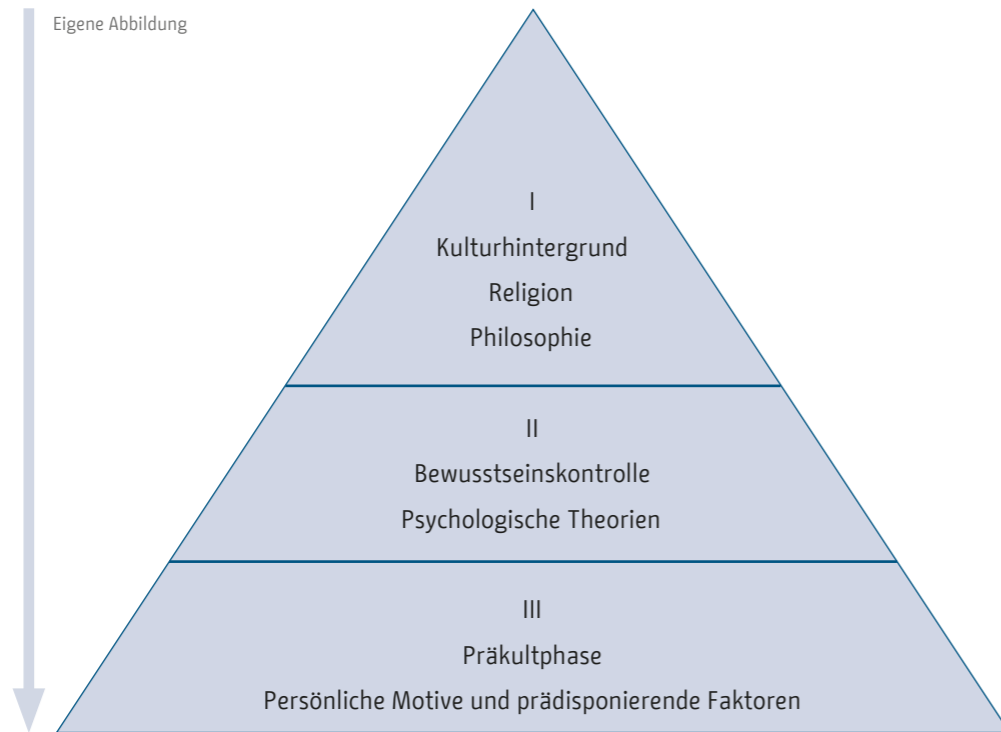 Eigene Abbildung
I
Kulturhintergrund
Religion
Philosophie
II
Bewusstseinskontrolle
Psychologische Theorien
III
Präkultphase
Persönliche Motive und prädisponierende Faktoren